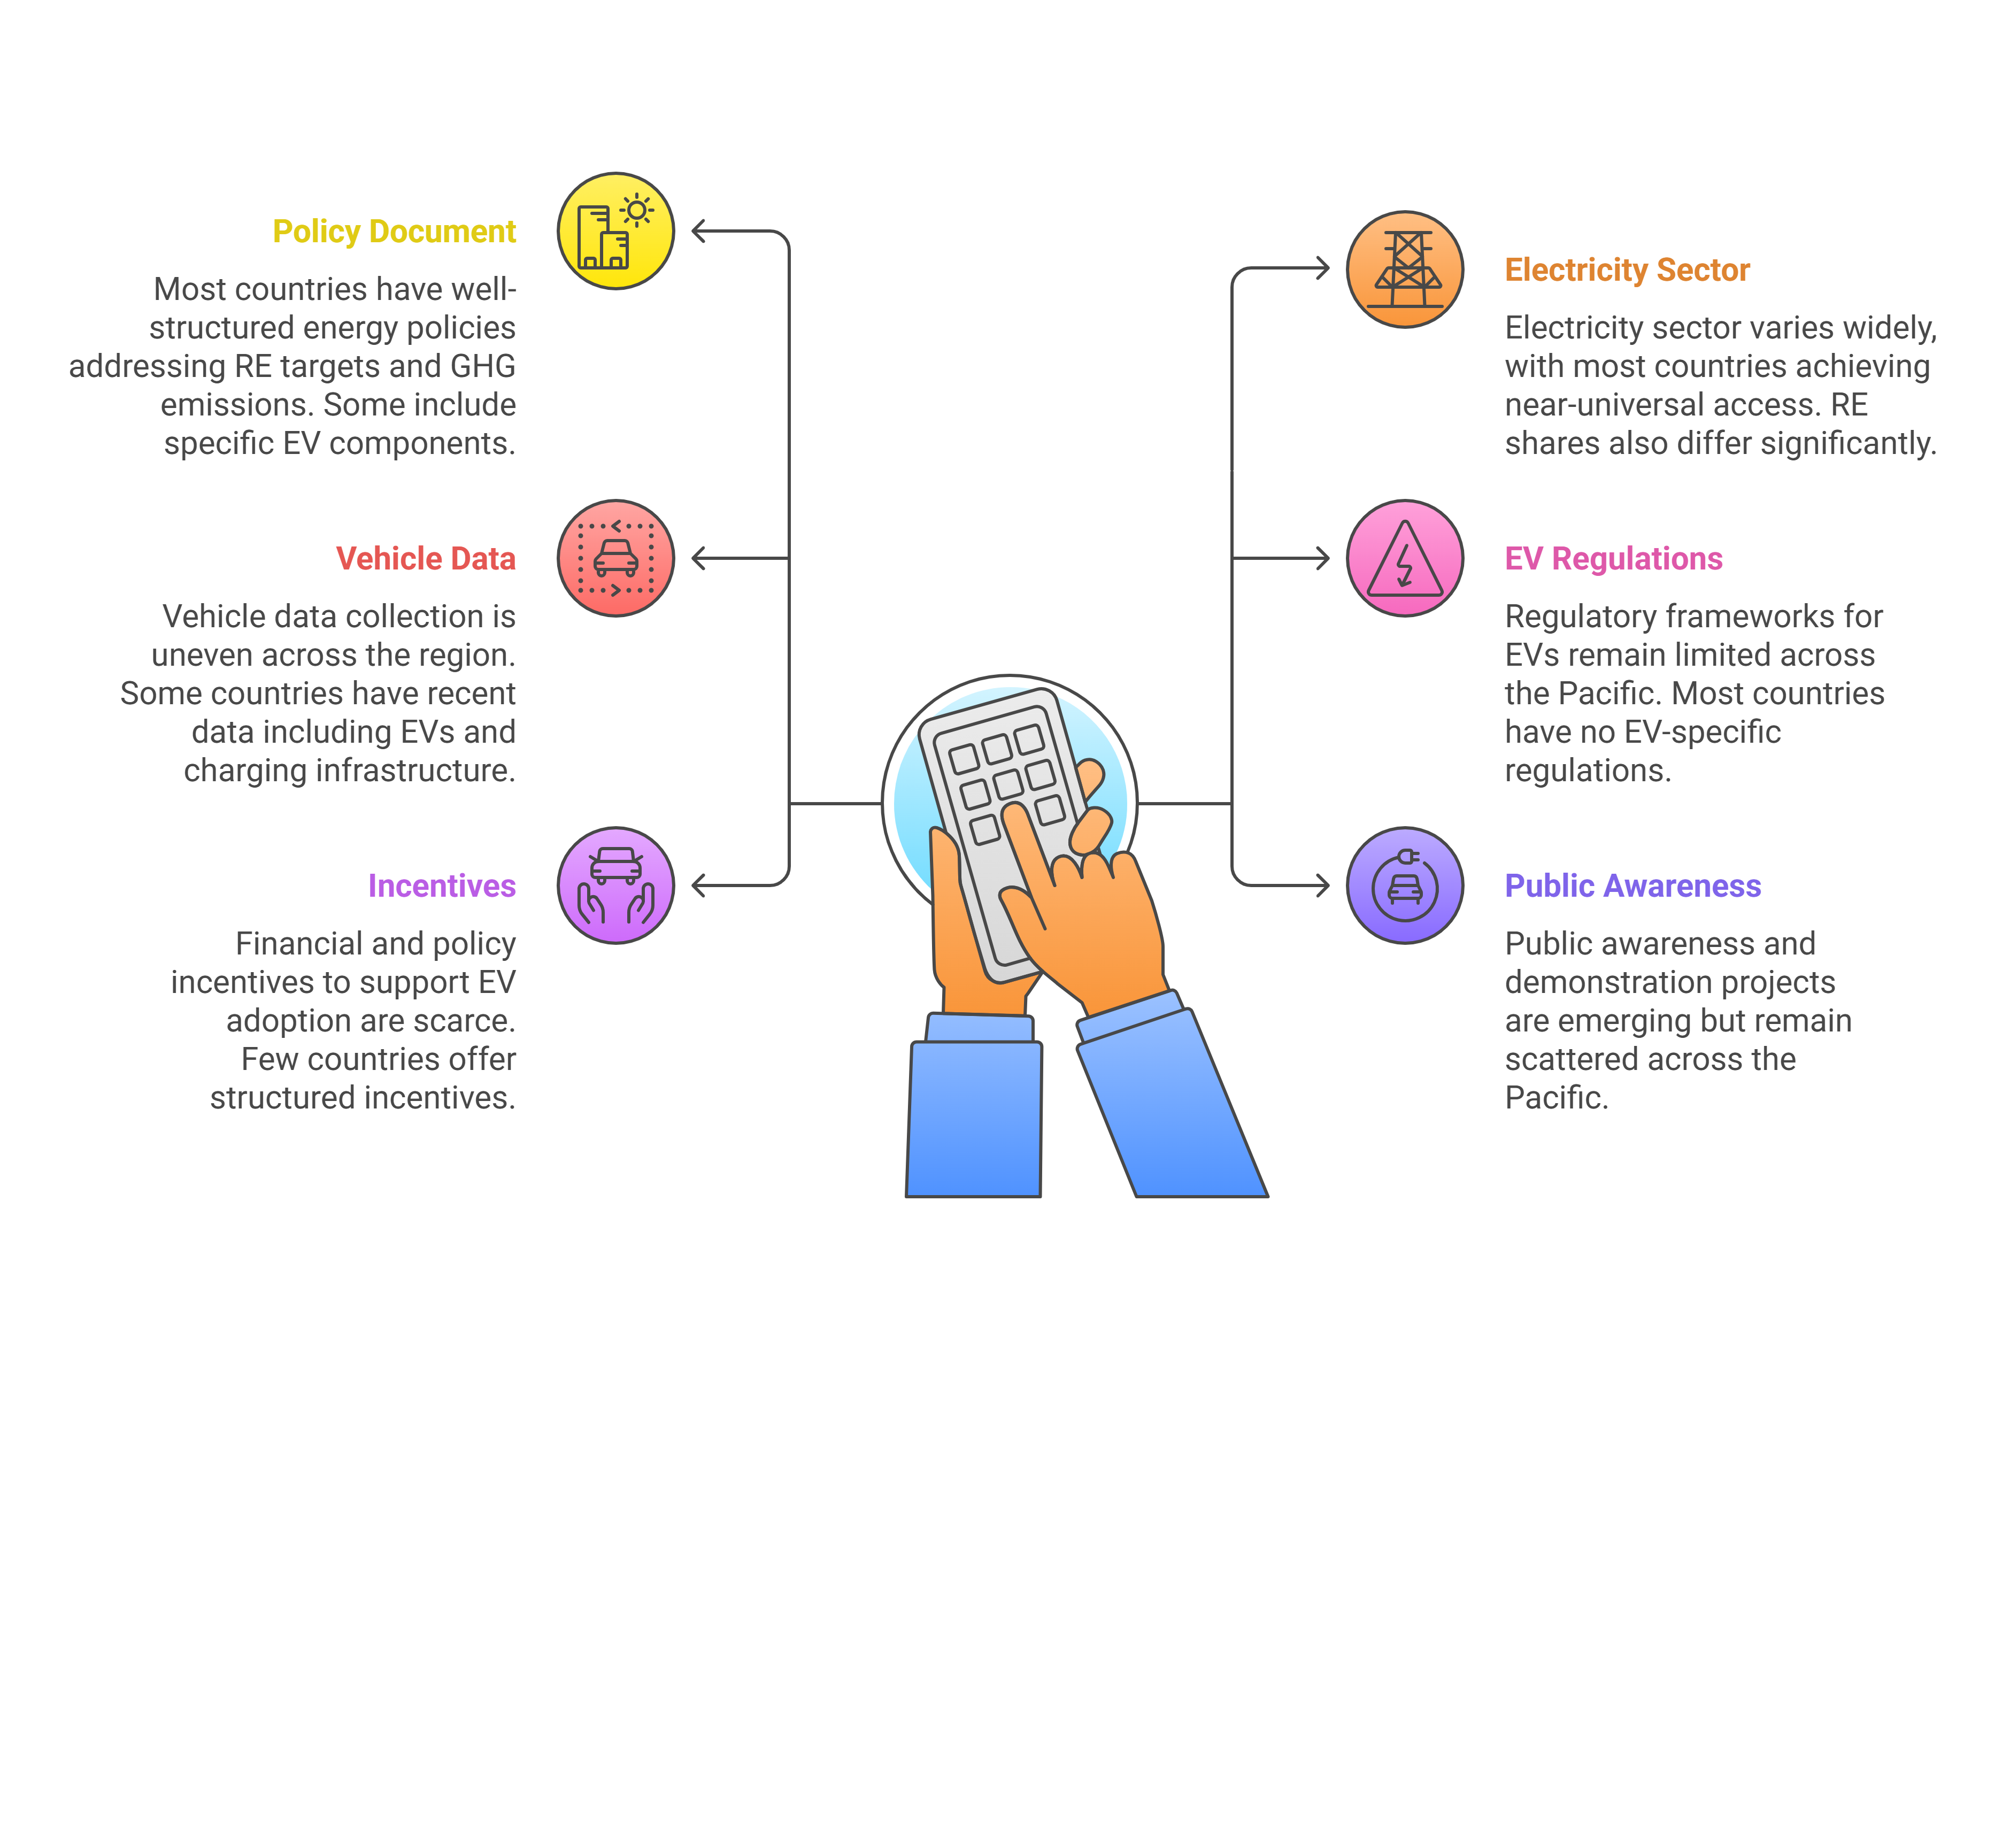 Policy Document
Most countries have well-
structured energy policies
addressing RE targets and GHG
emissions. Some include
specific EV components.
Vehicle Data
Vehicle data collection is
uneven across the region.
Some countries have recent
data including EVs and
charging infrastructure.
Incentives
Financial and policy
incentives to support EV
adoption are scarce.
Few countries offer
structured incentives.
Electricity Sector
Electricity sector varies widely,
with most countries achieving
near-universal access. RE
shares also differ significantly.
EV Regulations
Regulatory frameworks for
EVs remain limited across
the Pacific. Most countries
have no EV-specific
regulations.
Public Awareness
Public awareness and
demonstration projects
are emerging but remain
scattered across the
Pacific.